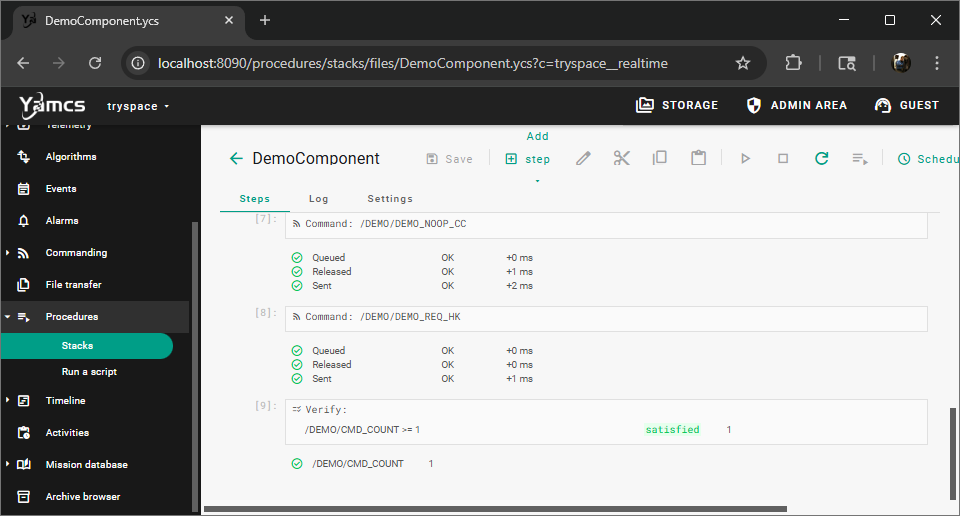 DemoComponent.ycs
localhost:8090/procedures/stacks/files/DemoComponent.ycs?c=tryspace__realtime
Yamcs tryspace STORAGE ADMIN AREA GUEST
Telemetry
Algorithms
Events
Alarms
Commanding
File transfer
Procedures
Stacks
Run a script
Timeline
Activities
Mission database
Archive browser
DemoComponent Save Add step Schedu
Steps Log Settings
[7]: Command: /DEMO/DEMO_NOOP_CC
Queued OK +0 ms
Released OK +1 ms
Sent OK +2 ms
[8]: Command: /DEMO/DEMO_REQ_HK
Queued OK +0 ms
Released OK +0 ms
Sent OK +1 ms
[9]: Verify:
/DEMO/CMD_COUNT >= 1 satisfied 1
/DEMO/CMD_COUNT 1